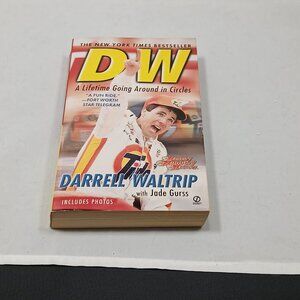 THE NEW YORK TIMES BESTSELLER
DW
A Lifetime Going Around in Circles
"A FUN RIDE."
—FORT WORTH
STAR TELEGRAM
DARRELL WALTRIP
with Jade Gurss
INCLUDES PHOTOS